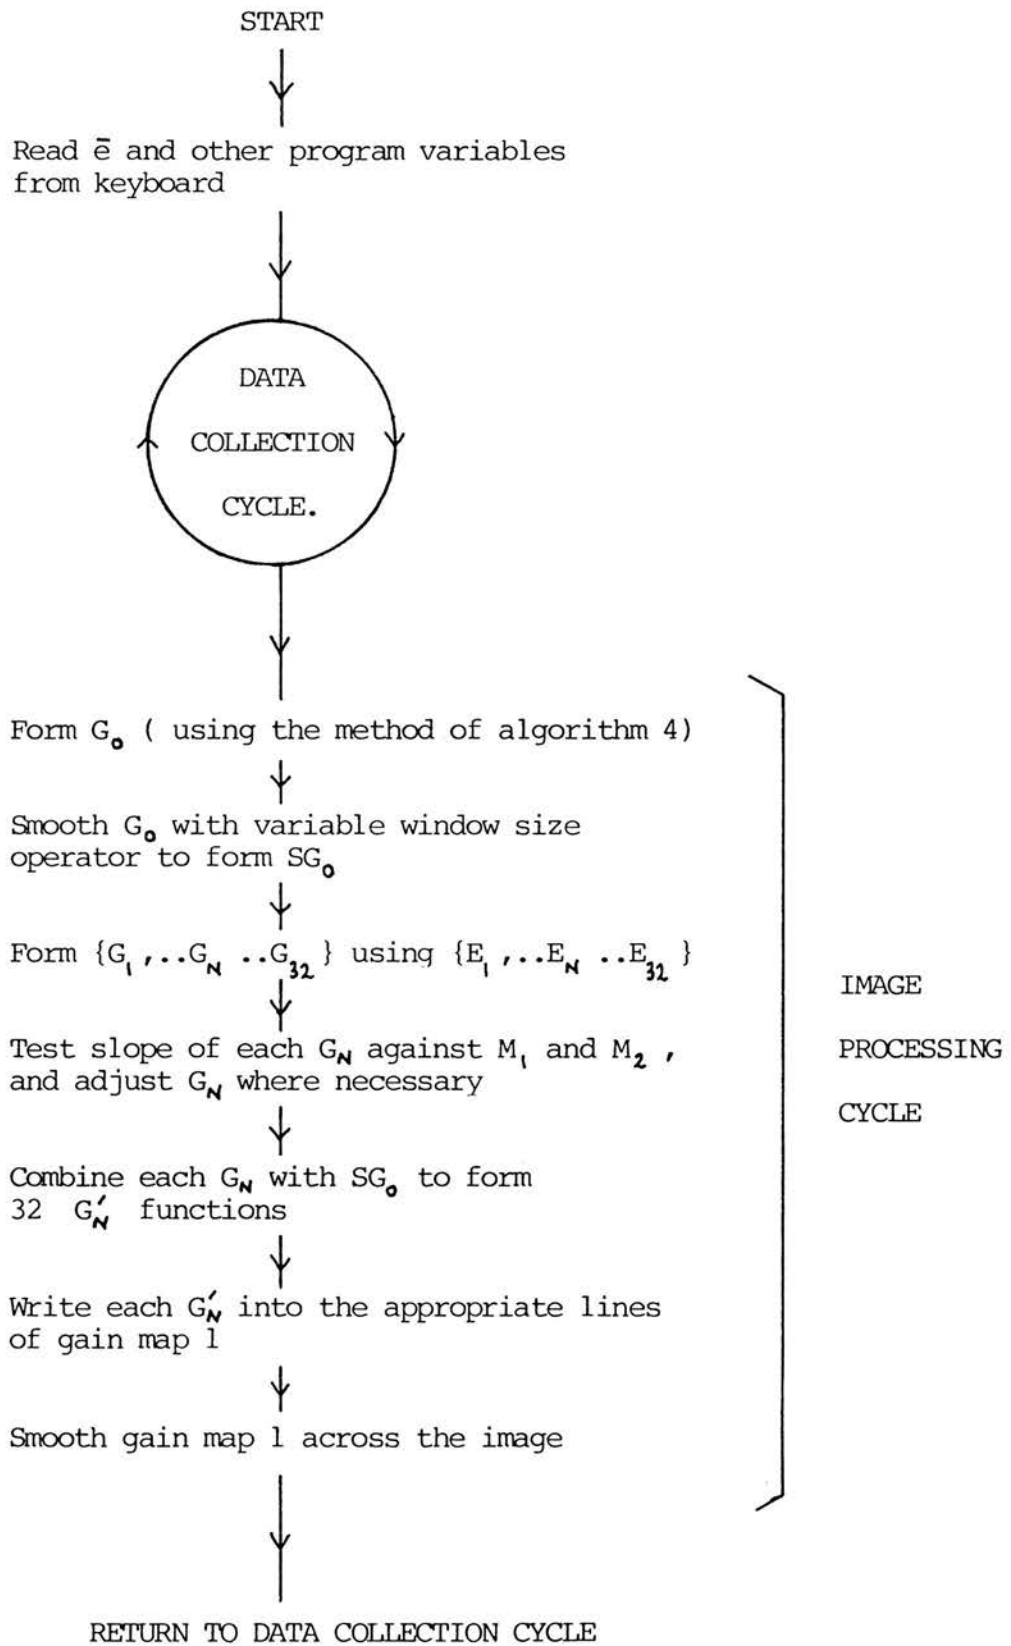 START
Read ē and other program variables
from keyboard
DATA
COLLECTION
CYCLE.
Form G₀ ( using the method of algorithm 4)
Smooth G₀ with variable window size
operator to form SG₀
Form {G₁ ,..G_N ..G₃₂ } using {E₁ ,..E_N ..E₃₂ }
Test slope of each G_N against M₁ and M₂ ,
and adjust G_N where necessary
Combine each G_N with SG₀ to form
32 G′_N functions
Write each G′_N into the appropriate lines
of gain map 1
Smooth gain map 1 across the image
IMAGE
PROCESSING
CYCLE
RETURN TO DATA COLLECTION CYCLE